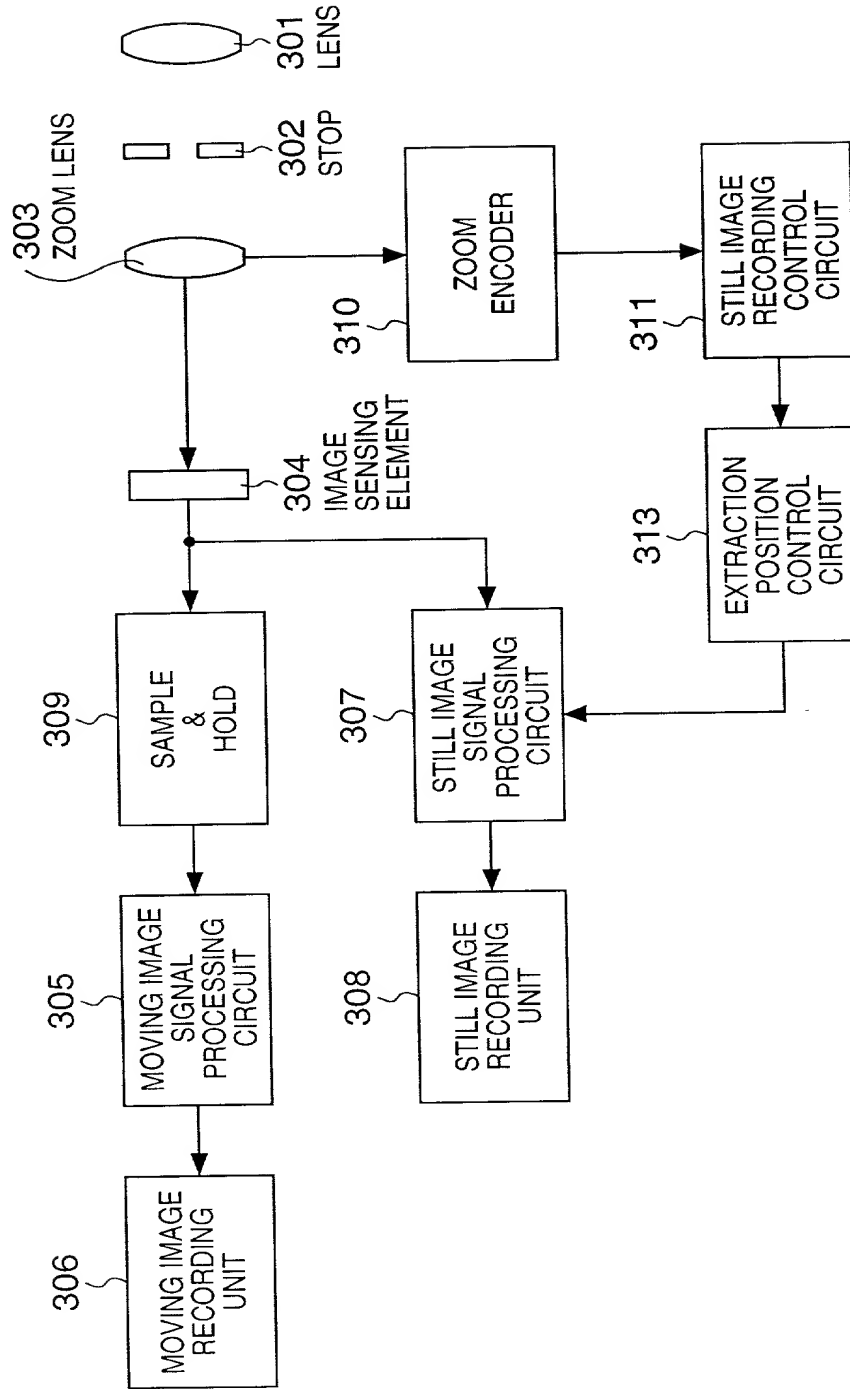 303
ZOOM LENS
302
STOP
301
LENS
304
IMAGE
SENSING
ELEMENT
309
SAMPLE
&
HOLD
305
MOVING IMAGE
SIGNAL
PROCESSING
CIRCUIT
306
MOVING IMAGE
RECORDING
UNIT
310
ZOOM
ENCODER
307
STILL IMAGE
SIGNAL
PROCESSING
CIRCUIT
308
STILL IMAGE
RECORDING
UNIT
311
STILL IMAGE
RECORDING
CONTROL
CIRCUIT
313
EXTRACTION
POSITION
CONTROL
CIRCUIT